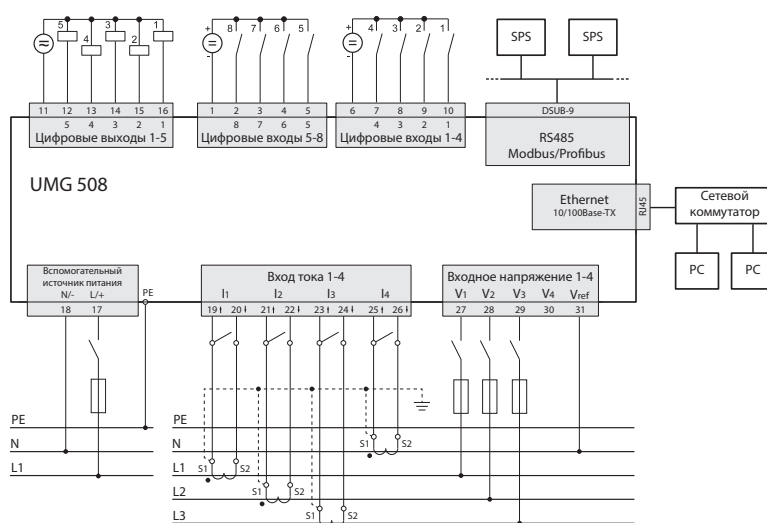 5 4 3 2 1
8 7 6 5
4 3 2 1
SPS SPS
+ -
+ -
11 12 13 14 15 16
1 2 3 4 5
6 7 8 9 10
DSUB-9
5 4 3 2 1
8 7 6 5
4 3 2 1
Цифровые выходы 1-5
Цифровые входы 5-8
Цифровые входы 1-4
RS485
Modbus/Profibus
UMG 508
Ethernet
10/100Base-TX
RJ45
Сетевой
коммутатор
PC PC
Вспомогательный
источник питания
N/- L/+
PE
Вход тока 1-4
I1 I2 I3 I4
Входное напряжение 1-4
V1 V2 V3 V4 Vref
18 17
19 20 21 22 23 24 25 26
27 28 29 30 31
PE
N
L1
PE
N
L1
L2
L3
S1 S2
S1 S2
S1 S2
S1 S2